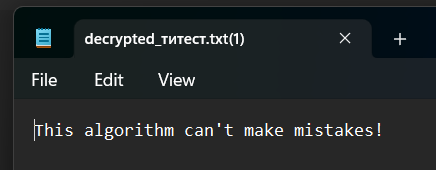 decrypted_титест.txt(1)
File Edit View
This algorithm can't make mistakes!